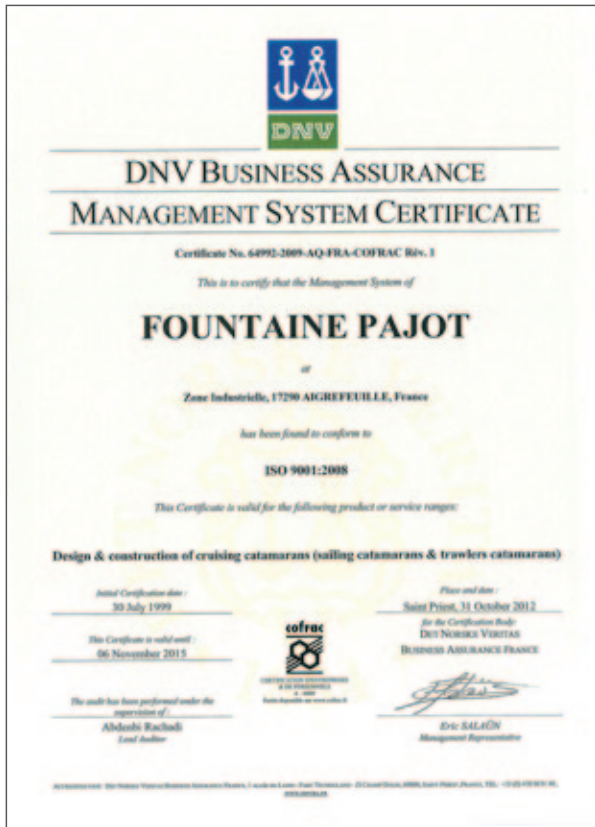 DNV
DNV BUSINESS ASSURANCE
MANAGEMENT SYSTEM CERTIFICATE
Certificate No. 64992-2009-AQ-FRA-COFRAC Rév. 1
This is to certify that the Management System of
FOUNTAINE PAJOT
at
Zone Industrielle, 17290 AIGREFEUILLE, France
has been found to conform to
ISO 9001:2008
This Certificate is valid for the following product or service ranges:
Design & construction of cruising catamarans (sailing catamarans & trawlers catamarans)
Initial Certification date :
30 July 1999
This Certificate is valid until :
06 November 2015
The audit has been performed under the
supervision of
Abdenbi Rachadi
Lead Auditor
cofrac
CERTIFICATION D'ENTREPRISES
& DE PERSONNELS
Place and date :
Saint Priest, 31 October 2012
for the Certification Body:
DET NORSKE VERITAS
BUSINESS ASSURANCE FRANCE
Eric SALAÜN
Management Representative